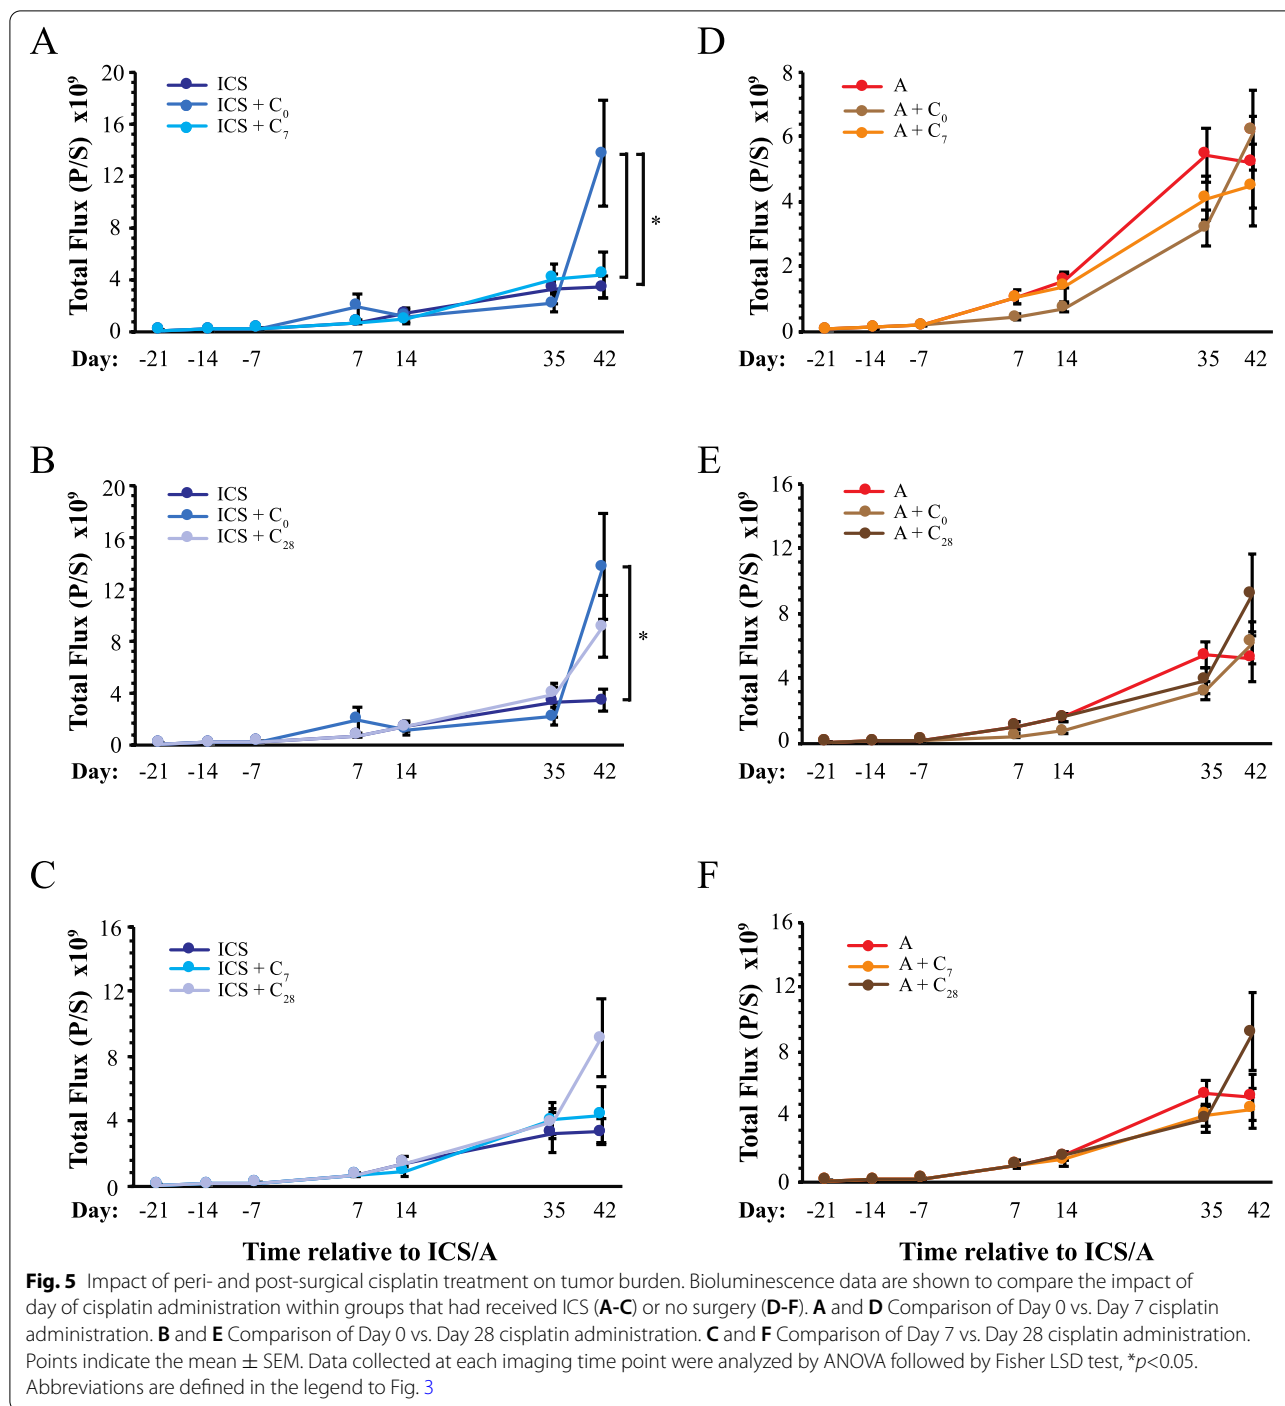 A
Total Flux (P/S) x10⁹
20
16
12
8
4
0
ICS
ICS + C₀
ICS + C₇
*
Day: -21 -14 -7 7 14 35 42
D
Total Flux (P/S) x10⁹
8
6
4
2
0
A
A + C₀
A + C₇
-21 -14 -7 7 14 35 42
Day:
B
Total Flux (P/S) x10⁹
20
16
12
8
4
0
ICS
ICS + C₀
ICS + C₂₈
*
Day: -21 -14 -7 7 14 35 42
E
Total Flux (P/S) x10⁹
16
12
8
4
0
A
A + C₀
A + C₂₈
Day: -21 -14 -7 7 14 35 42
C
Total Flux (P/S) x10⁹
16
12
8
4
0
ICS
ICS + C₇
ICS + C₂₈
Day: -21 -14 -7 7 14 35 42
Time relative to ICS/A
F
Total Flux (P/S) x10⁹
16
12
8
4
0
A
A + C₇
A + C₂₈
Day: -21 -14 -7 7 14 35 42
Time relative to ICS/A
Fig. 5 Impact of peri- and post-surgical cisplatin treatment on tumor burden. Bioluminescence data are shown to compare the impact of
day of cisplatin administration within groups that had received ICS (A-C) or no surgery (D-F). A and D Comparison of Day 0 vs. Day 7 cisplatin
administration. B and E Comparison of Day 0 vs. Day 28 cisplatin administration. C and F Comparison of Day 7 vs. Day 28 cisplatin administration.
Points indicate the mean ± SEM. Data collected at each imaging time point were analyzed by ANOVA followed by Fisher LSD test, *p<0.05.
Abbreviations are defined in the legend to Fig. 3